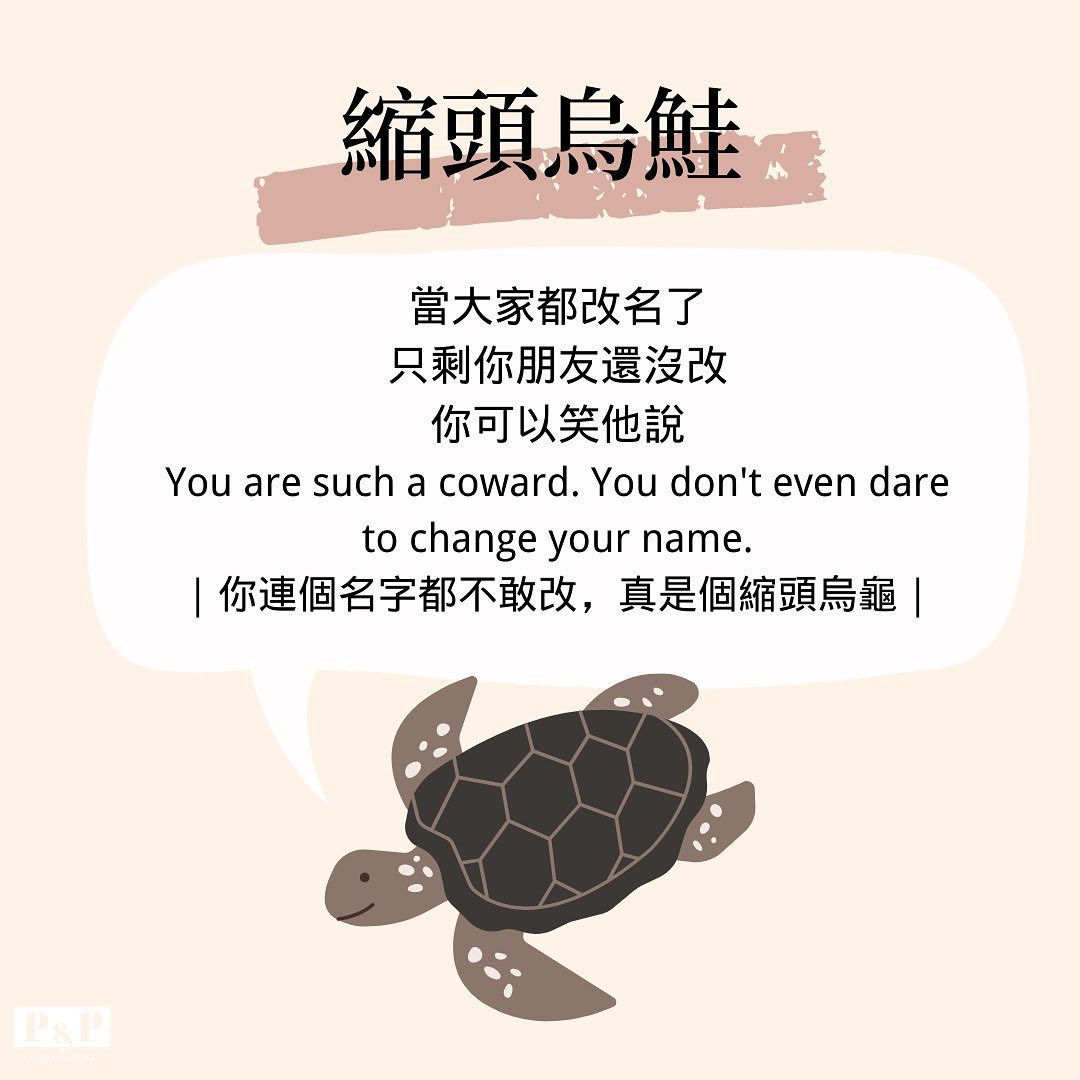 縮頭烏鮭
當大家都改名了
只剩你朋友還沒改
你可以笑他說
You are such a coward. You don't even dare
to change your name.
| 你連個名字都不敢改，真是個縮頭烏龜 |
P&P